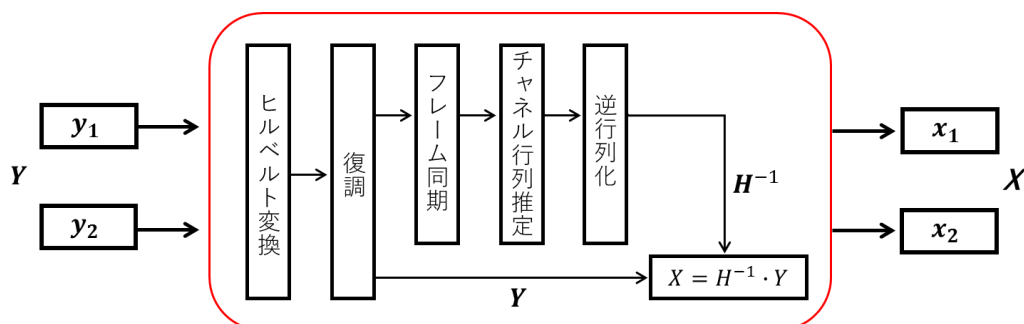 Y
y₁
y₂
ヒルベルト変換
復調
フレーム同期
チャネル行列推定
逆行列化
H⁻¹
Y
X = H⁻¹ · Y
x₁
x₂
X